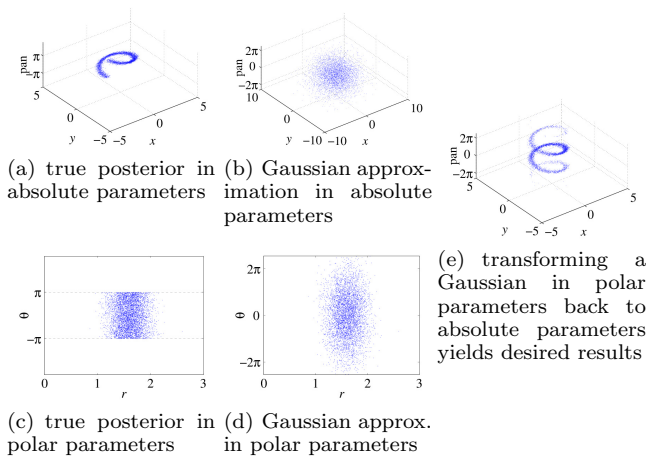 pan
π
−π
5
0
−5
y
−5
0
5
x
(a) true posterior in
absolute parameters
pan
2π
0
−2π
10
0
−10
y
−10
0
10
x
(b) Gaussian approx-
imation in absolute
parameters
pan
2π
0
−2π
5
0
−5
y
−5
0
5
x
(e) transforming a
Gaussian in polar
parameters back to
absolute parameters
yields desired results
θ
π
−π
0 1 2 3
r
(c) true posterior in
polar parameters
θ
2π
0
−2π
0 1 2 3
r
(d) Gaussian approx.
in polar parameters